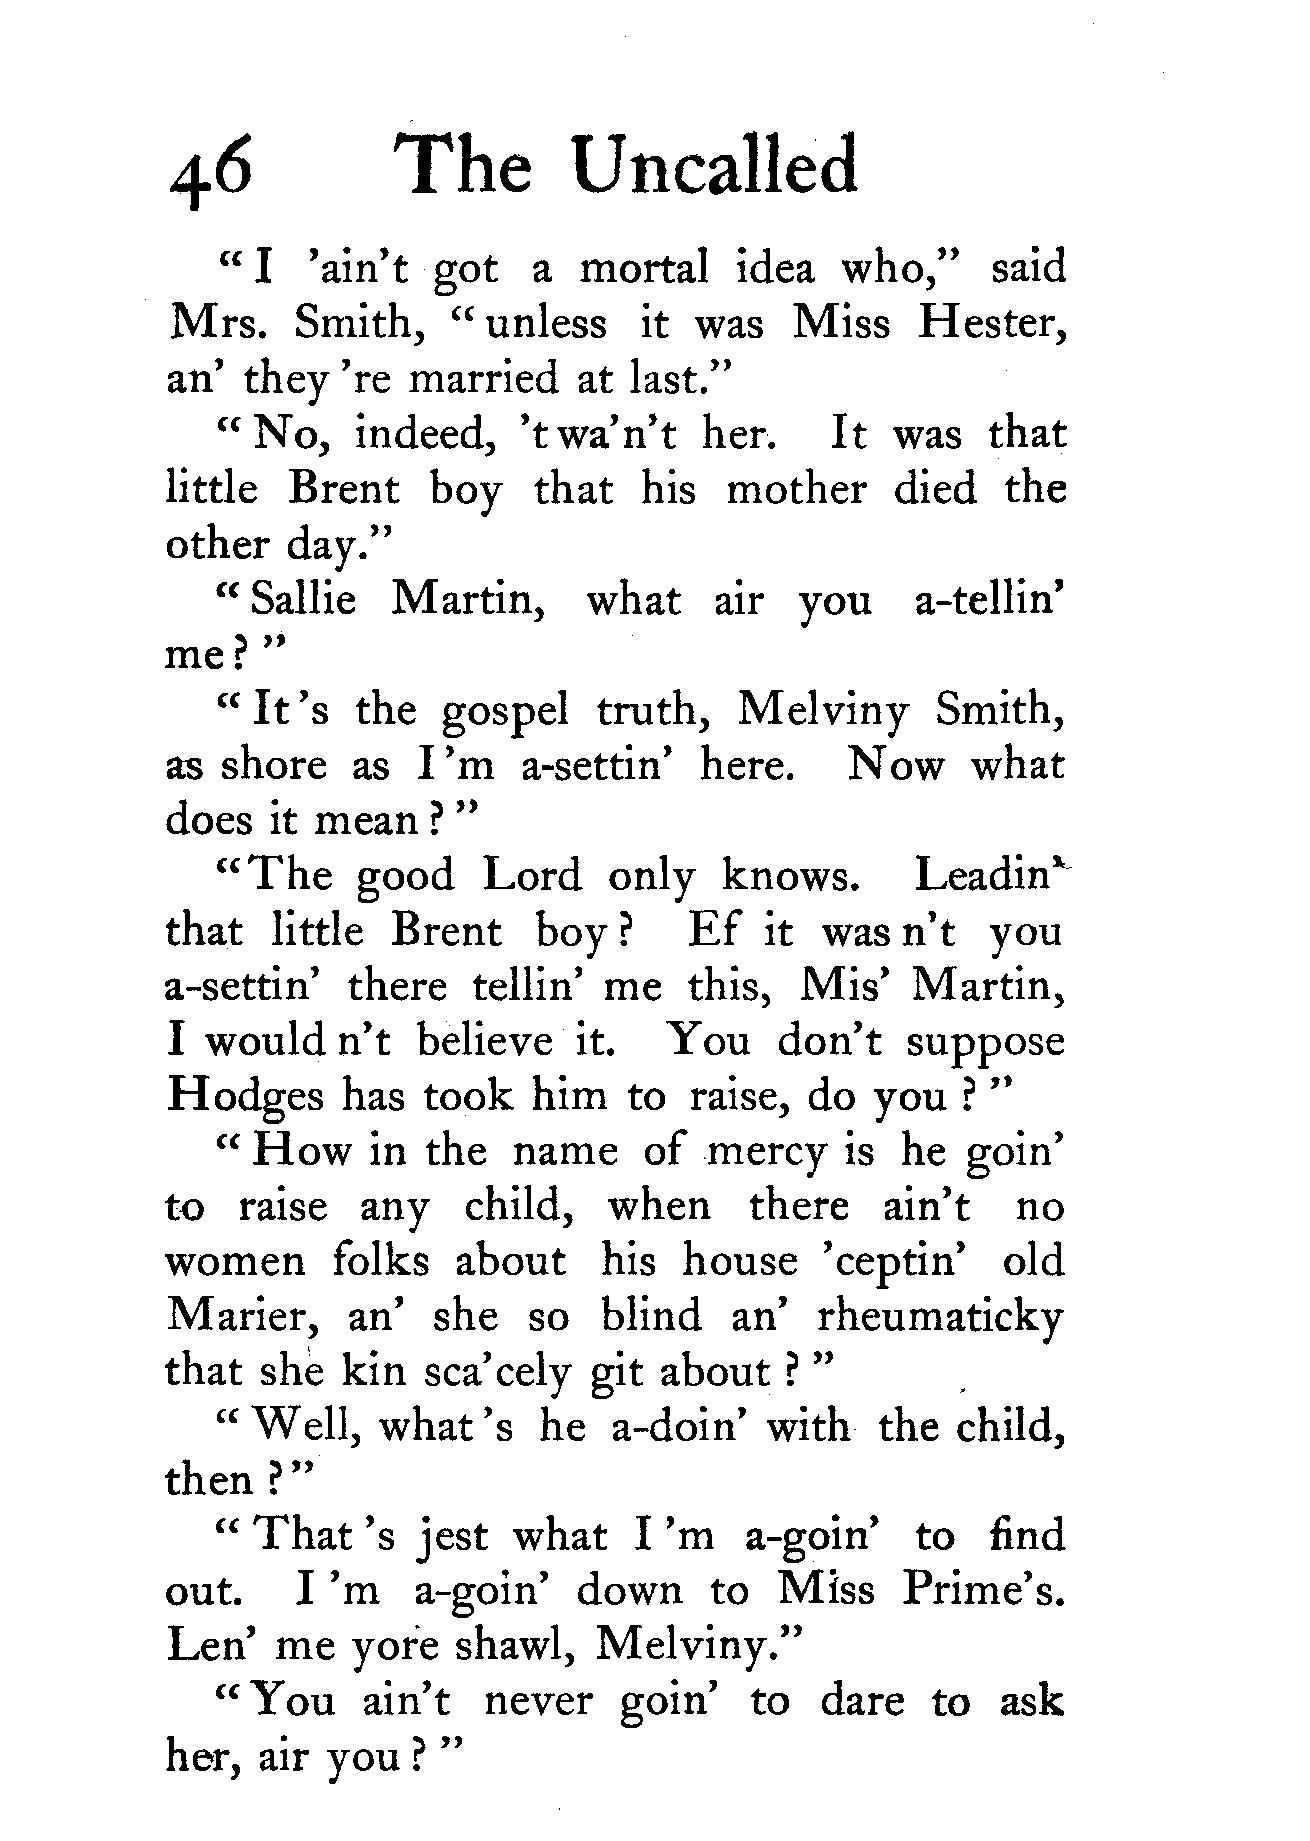 46 The Uncalled
“I ’ain’t got a mortal idea who,” said
Mrs. Smith, “unless it was Miss Hester,
an’ they ’re married at last.”
“No, indeed, ’t wa’n’t her. It was that
little Brent boy that his mother died the
other day.”
“Sallie Martin, what air you a-tellin’
me?”
“It ’s the gospel truth, Melviny Smith,
as shore as I ’m a-settin’ here. Now what
does it mean?”
“The good Lord only knows. Leadin’
that little Brent boy? Ef it was n’t you
a-settin’ there tellin’ me this, Mis’ Martin,
I would n’t believe it. You don’t suppose
Hodges has took him to raise, do you?”
“How in the name of mercy is he goin’
to raise any child, when there ain’t no
women folks about his house ’ceptin’ old
Marier, an’ she so blind an’ rheumaticky
that she kin sca’cely git about?”
“Well, what ’s he a-doin’ with the child,
then?”
“That ’s jest what I ’m a-goin’ to find
out. I ’m a-goin’ down to Miss Prime’s.
Len’ me yore shawl, Melviny.”
“You ain’t never goin’ to dare to ask
her, air you?”